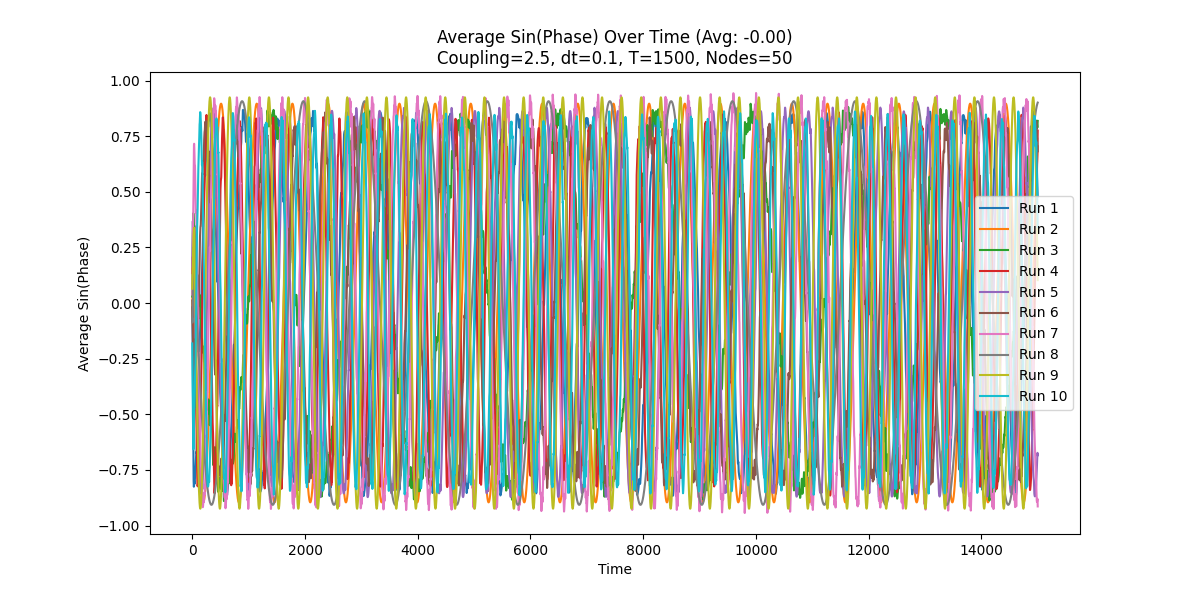 Average Sin(Phase) Over Time (Avg: -0.00)
Coupling=2.5, dt=0.1, T=1500, Nodes=50
Average Sin(Phase)
1.00
0.75
0.50
0.25
0.00
−0.25
−0.50
−0.75
−1.00
Run 1
Run 2
Run 3
Run 4
Run 5
Run 6
Run 7
Run 8
Run 9
Run 10
0 2000 4000 6000 8000 10000 12000 14000
Time